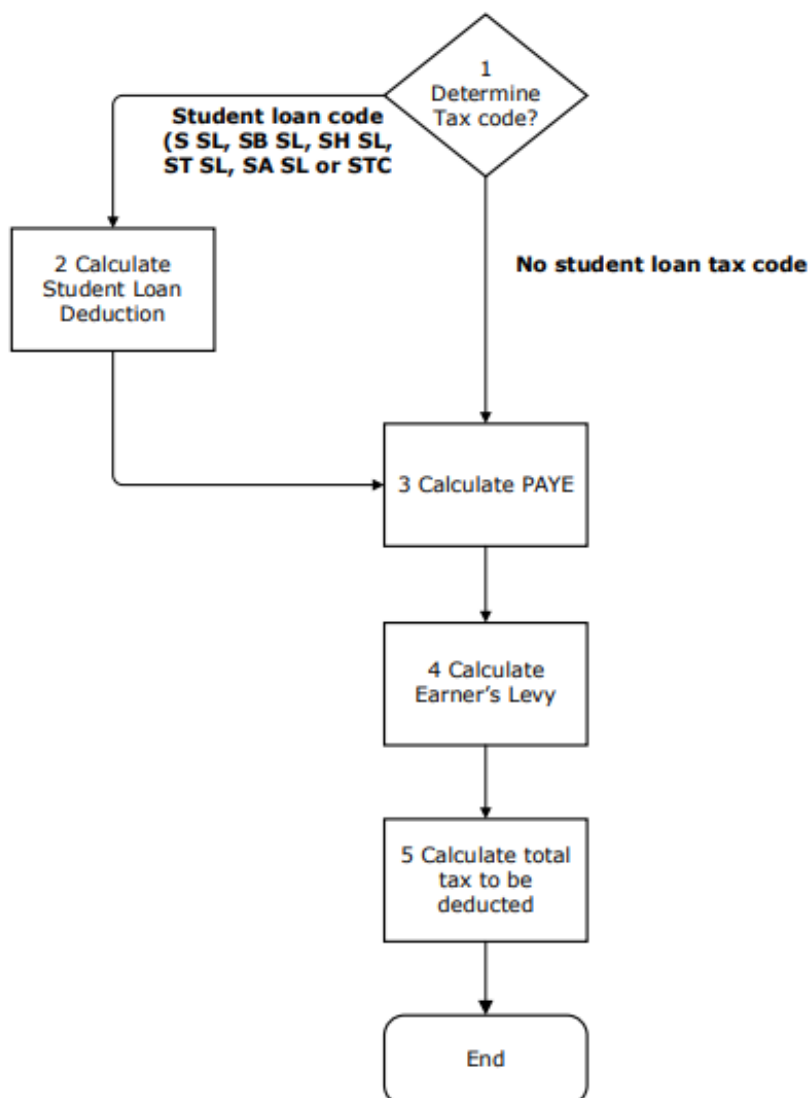 1
Determine
Tax code?
Student loan code
(S SL, SB SL, SH SL,
ST SL, SA SL or STC
No student loan tax code
2 Calculate
Student Loan
Deduction
3 Calculate PAYE
4 Calculate
Earner's Levy
5 Calculate total
tax to be
deducted
End